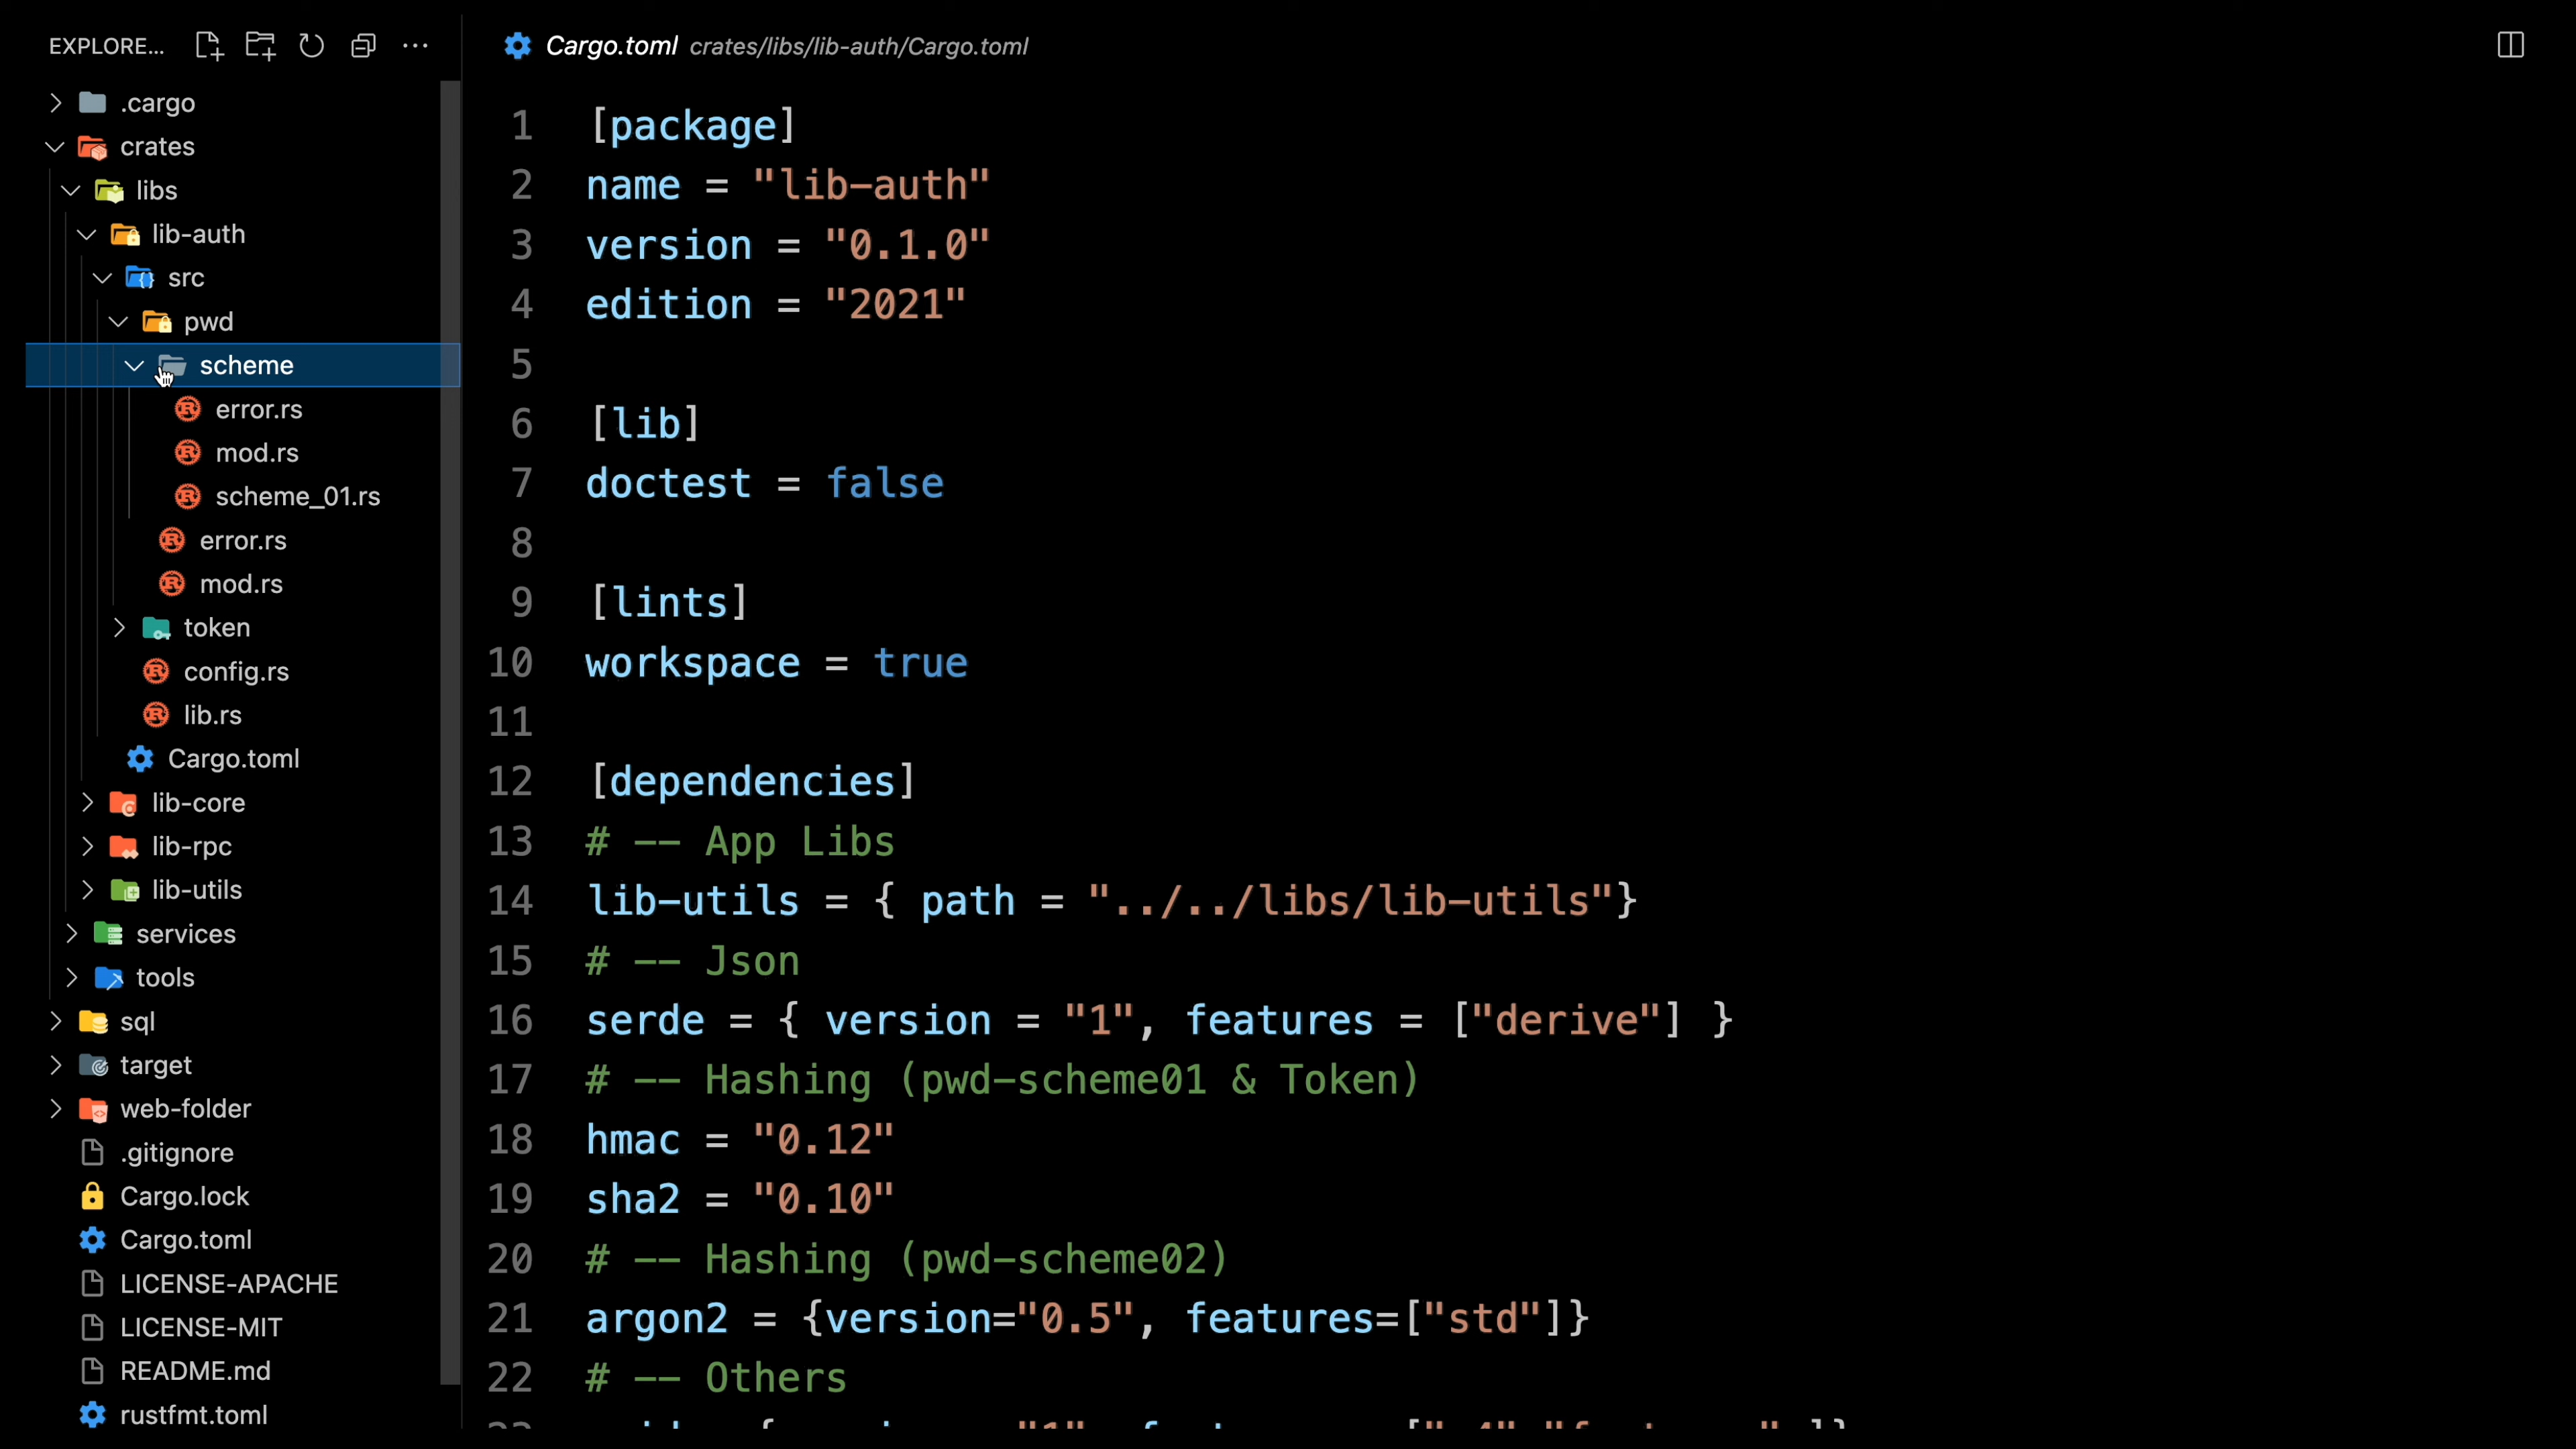 EXPLORE...
.cargo
crates
libs
lib-auth
src
pwd
scheme
error.rs
mod.rs
scheme_01.rs
error.rs
mod.rs
token
config.rs
lib.rs
Cargo.toml
lib-core
lib-rpc
lib-utils
services
tools
sql
target
web-folder
.gitignore
Cargo.lock
Cargo.toml
LICENSE-APACHE
LICENSE-MIT
README.md
rustfmt.toml
Cargo.toml crates/libs/lib-auth/Cargo.toml
1 [package]
2 name = "lib-auth"
3 version = "0.1.0"
4 edition = "2021"
5
6 [lib]
7 doctest = false
8
9 [lints]
10 workspace = true
11
12 [dependencies]
13 # -- App Libs
14 lib-utils = { path = "../../libs/lib-utils"}
15 # -- Json
16 serde = { version = "1", features = ["derive"] }
17 # -- Hashing (pwd-scheme01 & Token)
18 hmac = "0.12"
19 sha2 = "0.10"
20 # -- Hashing (pwd-scheme02)
21 argon2 = {version="0.5", features=["std"]}
22 # -- Others